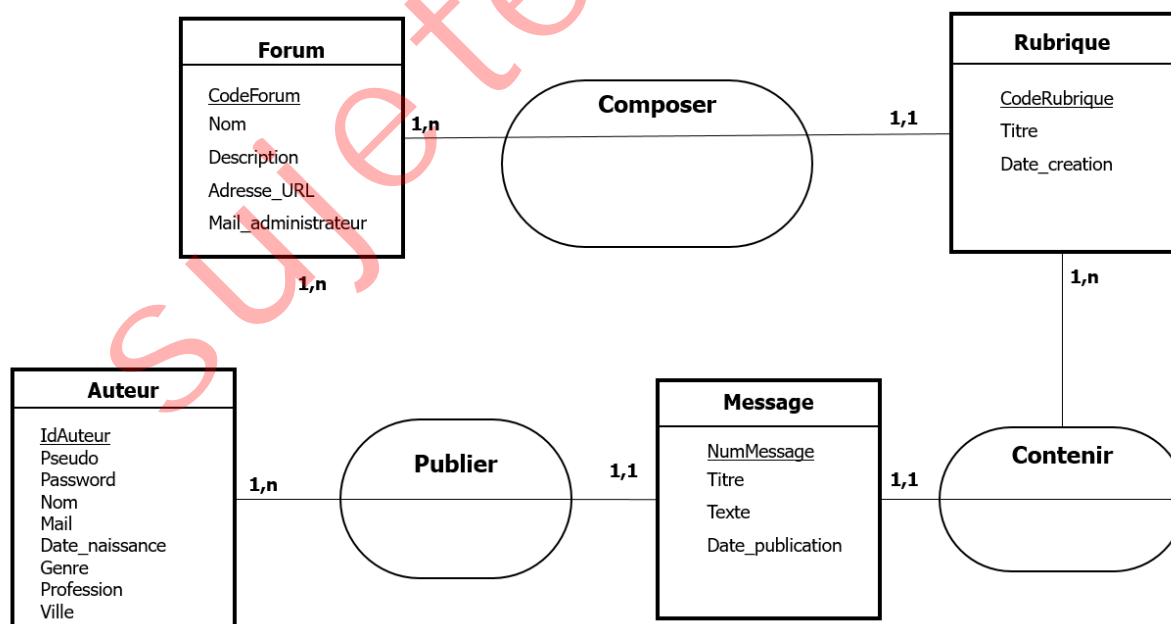 Forum
CodeForum
Nom
Description
Adresse_URL
Mail_administrateur
1,n
Composer
1,1
Rubrique
CodeRubrique
Titre
Date_creation
1,n
1,n
Auteur
IdAuteur
Pseudo
Password
Nom
Mail
Date_naissance
Genre
Profession
Ville
1,n
Publier
1,1
Message
NumMessage
Titre
Texte
Date_publication
1,1
Contenir
sujete